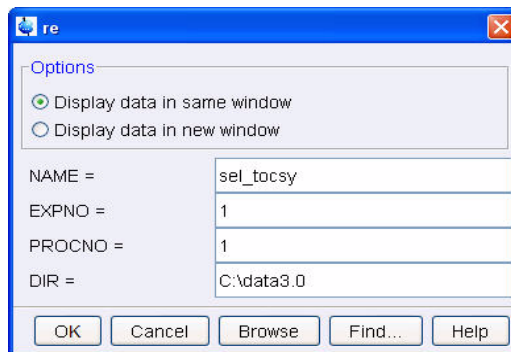 re
Options
Display data in same window
Display data in new window
NAME = sel_tocsy
EXPNO = 1
PROCNO = 1
DIR = C:\data3.0
OK Cancel Browse Find... Help